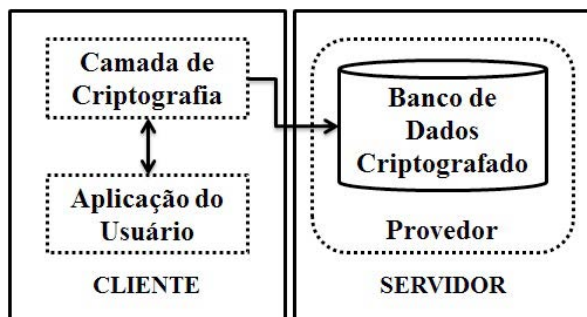 Camada de
Criptografia
Aplicação do
Usuário
CLIENTE
Banco de
Dados
Criptografado
Provedor
SERVIDOR